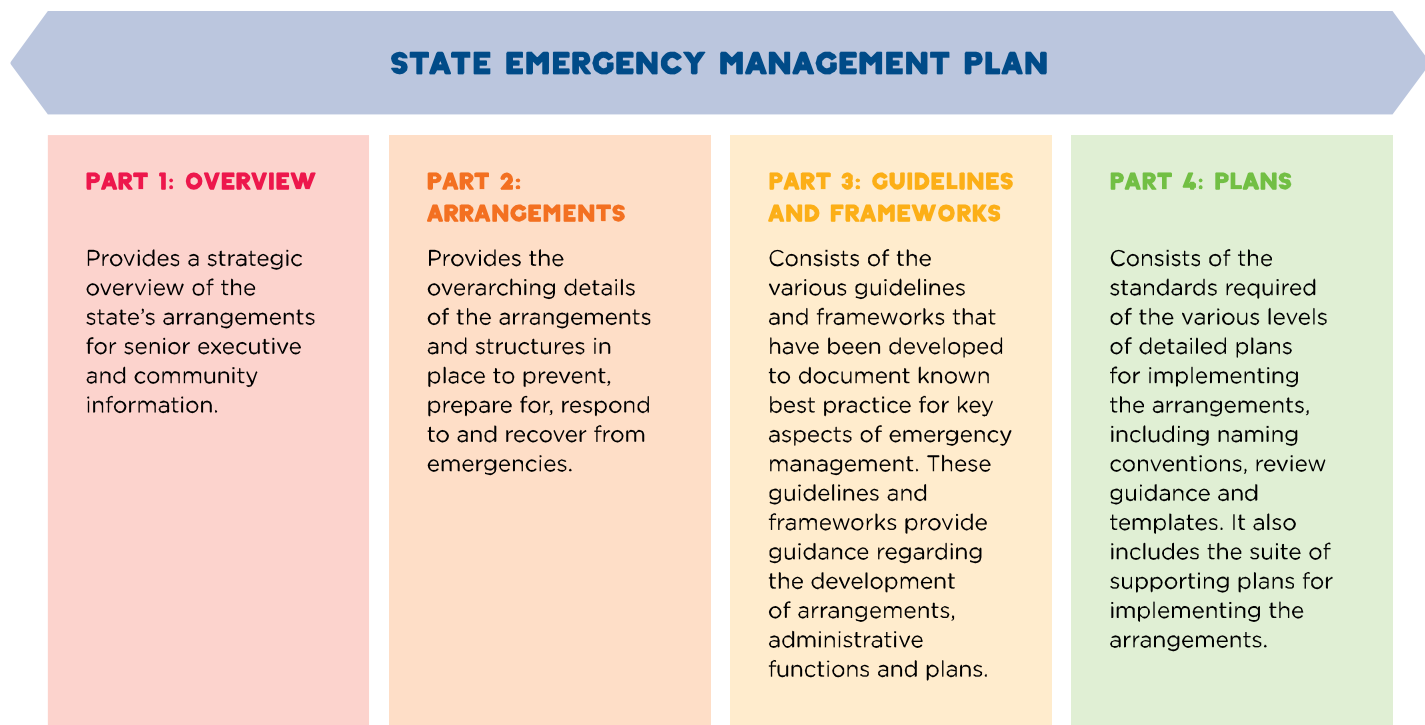 STATE EMERGENCY MANAGEMENT PLAN
PART 1: OVERVIEW
Provides a strategic
overview of the
state’s arrangements
for senior executive
and community
information.
PART 2:
ARRANGEMENTS
Provides the
overarching details
of the arrangements
and structures in
place to prevent,
prepare for, respond
to and recover from
emergencies.
PART 3: GUIDELINES
AND FRAMEWORKS
Consists of the
various guidelines
and frameworks that
have been developed
to document known
best practice for key
aspects of emergency
management. These
guidelines and
frameworks provide
guidance regarding
the development
of arrangements,
administrative
functions and plans.
PART 4: PLANS
Consists of the
standards required
of the various levels
of detailed plans
for implementing
the arrangements,
including naming
conventions, review
guidance and
templates. It also
includes the suite of
supporting plans for
implementing the
arrangements.